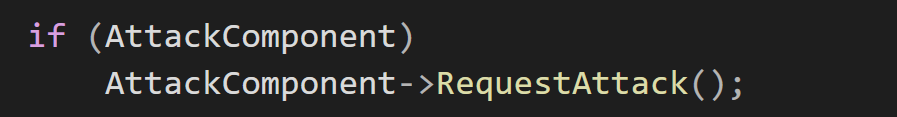 if (AttackComponent)
    AttackComponent->RequestAttack();